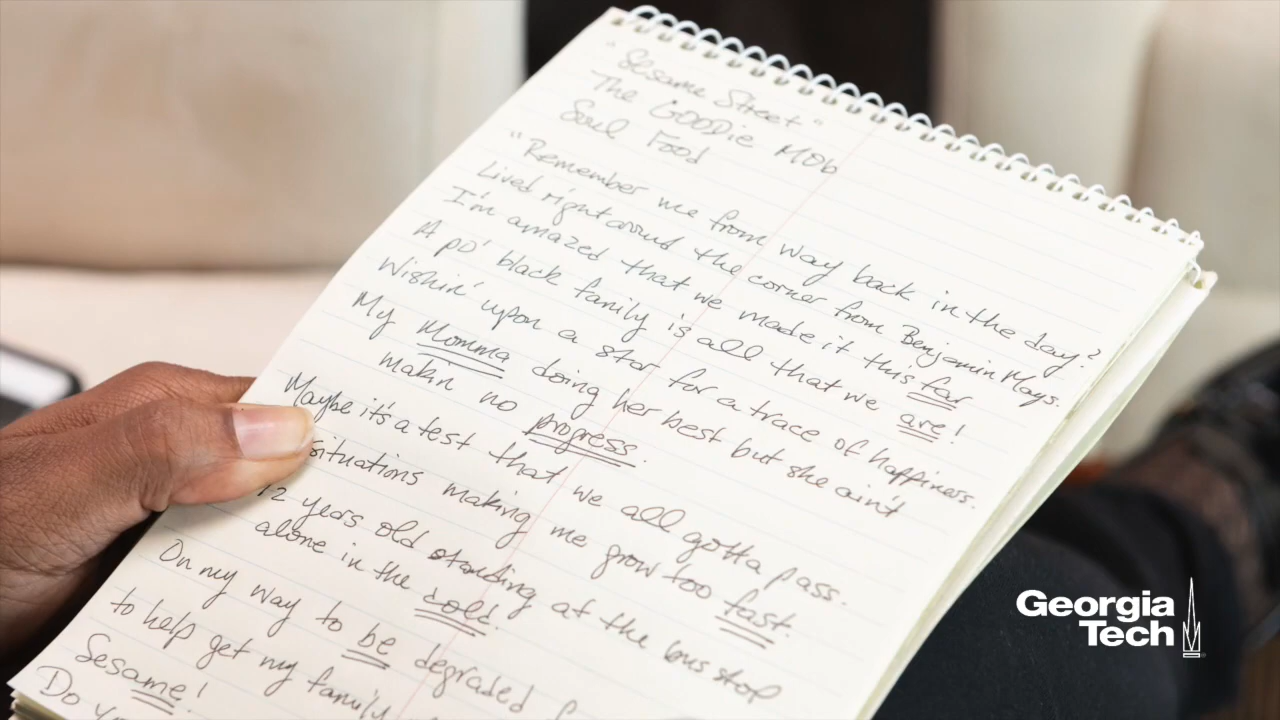 "Sesame Street"
The GOODie MOb
Soul Food
"Remember me from way back in the day?
Lived right around the corner from Benjamin Mays.
I'm amazed that we made it this far
A po' black family is all that we are!
Wishin' upon a star for a trace of happiness.
My Momma doing her best but she ain't
makin no progress.
Maybe it's a test that we all gotta pass.
situations making me grow too fast.
12 years old standing at the bus stop
alone in the cold.
On my way to be degraded
to help get my family
Sesame!
Do
Georgia
Tech